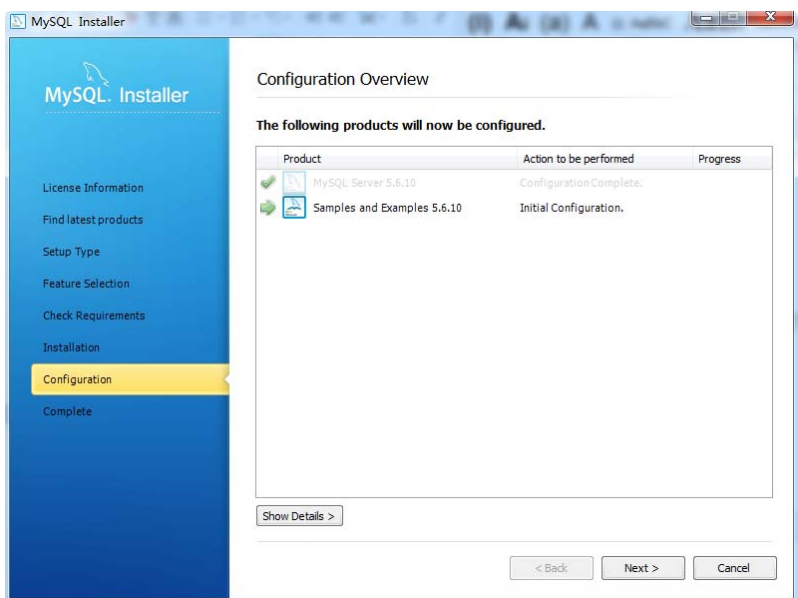 MySQL Installer
MySQL. Installer
License Information
Find latest products
Setup Type
Feature Selection
Check Requirements
Installation
Configuration
Complete
Configuration Overview
The following products will now be configured.
Product Action to be performed Progress
MySQL Server 5.6.10 Configuration Complete.
Samples and Examples 5.6.10 Initial Configuration.
Show Details >
< Back Next > Cancel